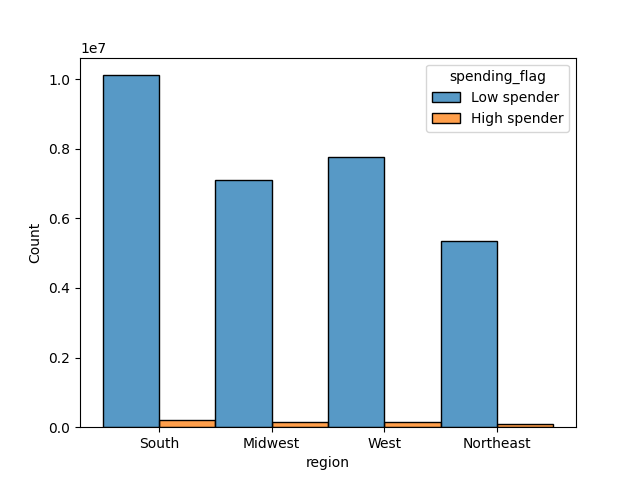 1e7
spending_flag
Low spender
High spender
1.0
0.8
0.6
0.4
0.2
0.0
Count
South Midwest West Northeast
region